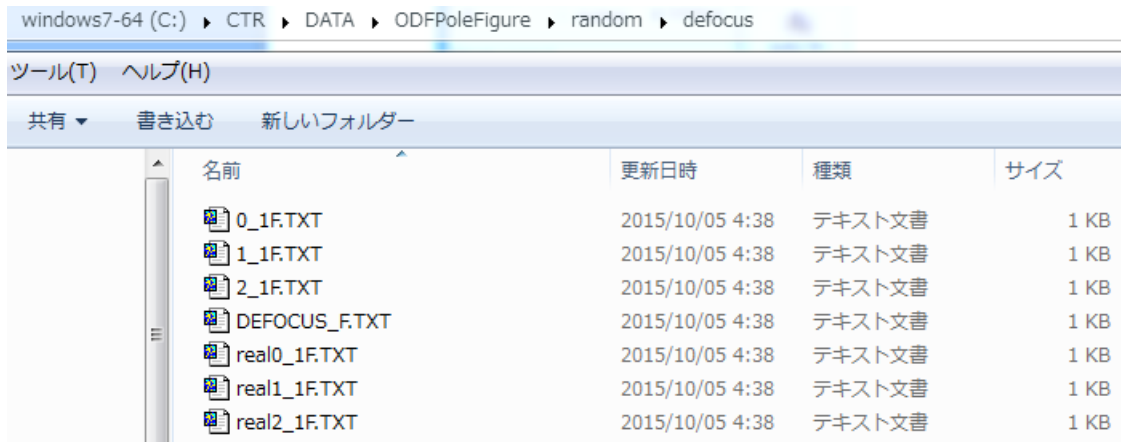 windows7-64 (C:) ▸ CTR ▸ DATA ▸ ODFPoleFigure ▸ random ▸ defocus
ツール(T) ヘルプ(H)
共有 ▼ 書き込む 新しいフォルダー
名前 更新日時 種類 サイズ
0_1F.TXT 2015/10/05 4:38 テキスト文書 1 KB
1_1F.TXT 2015/10/05 4:38 テキスト文書 1 KB
2_1F.TXT 2015/10/05 4:38 テキスト文書 1 KB
DEFOCUS_F.TXT 2015/10/05 4:38 テキスト文書 1 KB
real0_1F.TXT 2015/10/05 4:38 テキスト文書 1 KB
real1_1F.TXT 2015/10/05 4:38 テキスト文書 1 KB
real2_1F.TXT 2015/10/05 4:38 テキスト文書 1 KB